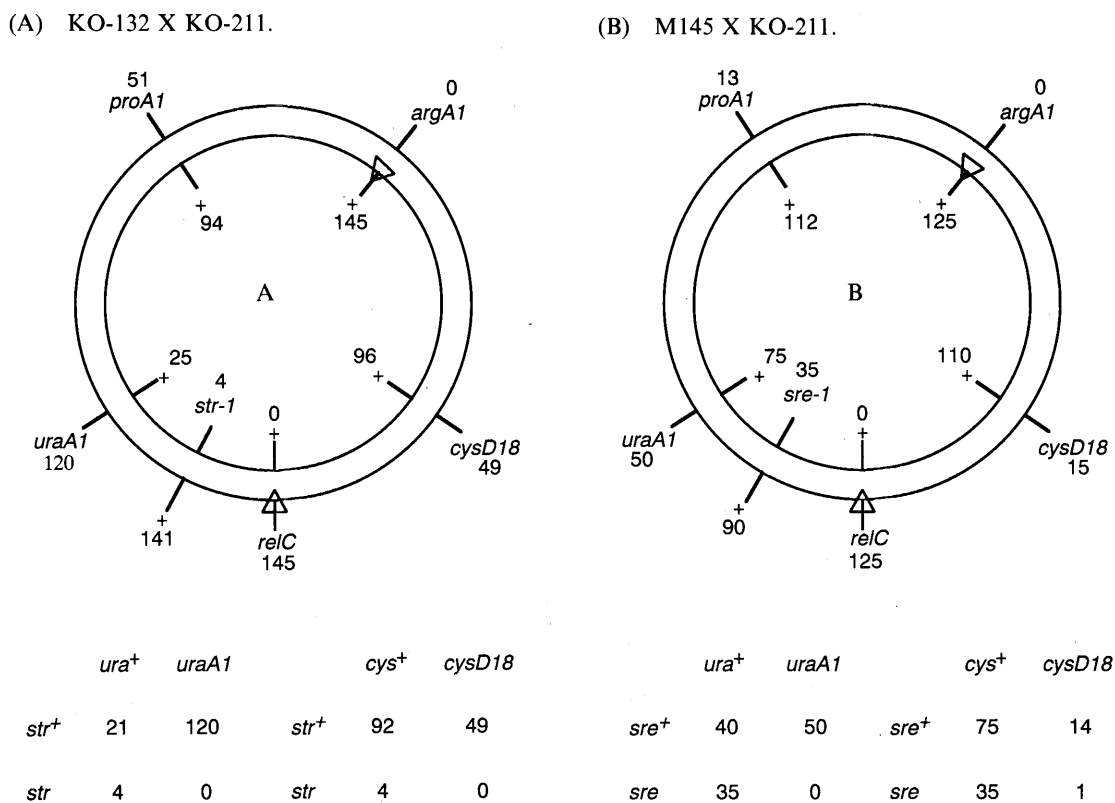 (A) KO-132 X KO-211.
51
proA1
0
argA1
+
94
+
145
A
25
+
4
str-1
0
+
96
+
uraA1
120
cysD18
49
+
141
relC
145
ura+ uraA1 cys+ cysD18
str+ 21 120 str+ 92 49
str 4 0 str 4 0
(B) M145 X KO-211.
13
proA1
0
argA1
+
112
+
125
B
75
+
35
sre-1
0
+
110
+
uraA1
50
cysD18
15
+
90
relC
125
ura+ uraA1 cys+ cysD18
sre+ 40 50 sre+ 75 14
sre 35 0 sre 35 1